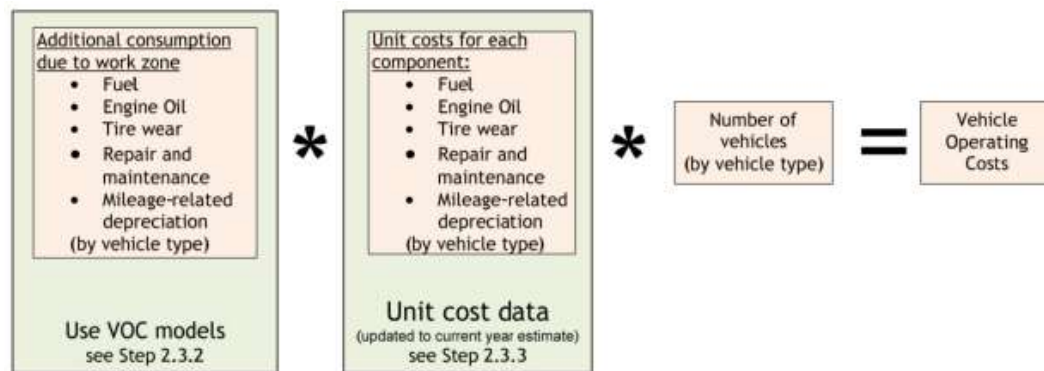 Additional consumption
due to work zone
• Fuel
• Engine Oil
• Tire wear
• Repair and
maintenance
• Mileage-related
depreciation
(by vehicle type)
Use VOC models
see Step 2.3.2
*
Unit costs for each
component:
• Fuel
• Engine Oil
• Tire wear
• Repair and
maintenance
• Mileage-related
depreciation
(by vehicle type)
Unit cost data
(updated to current year estimate)
see Step 2.3.3
*
Number of
vehicles
(by vehicle type)
=
Vehicle
Operating
Costs